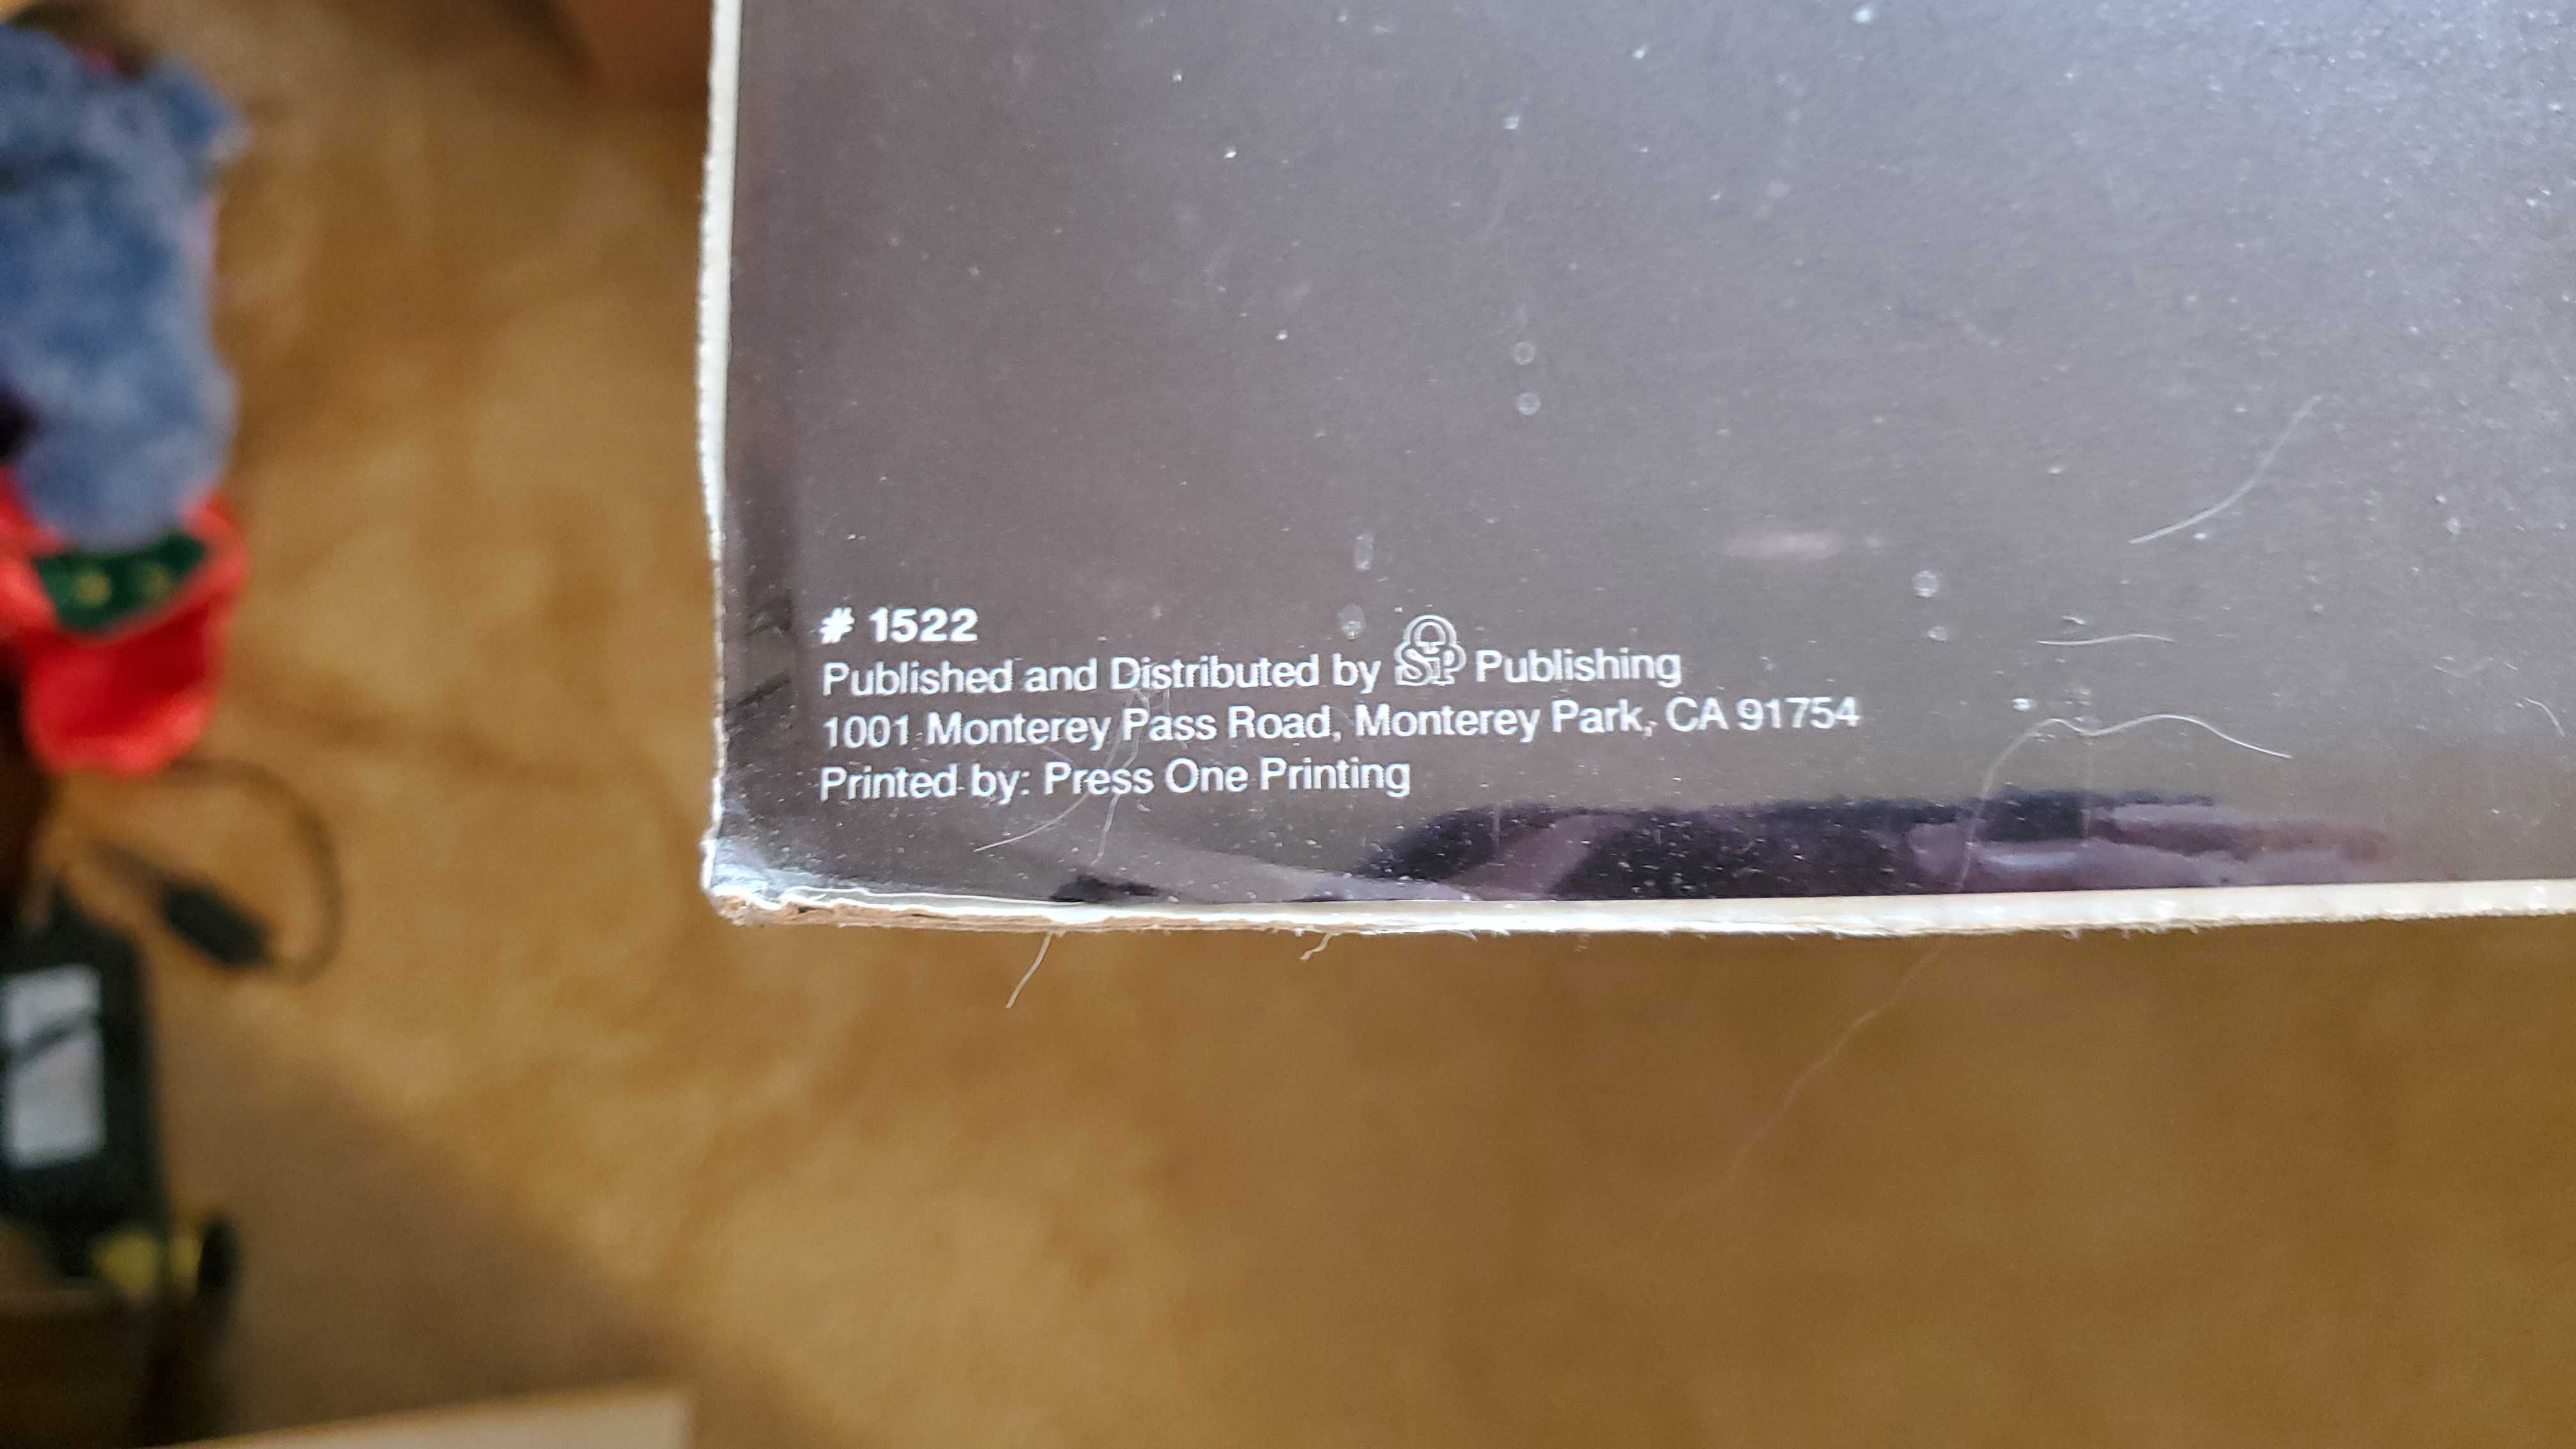 # 1522
Published and Distributed by OSP Publishing
1001 Monterey Pass Road, Monterey Park, CA 91754
Printed by: Press One Printing